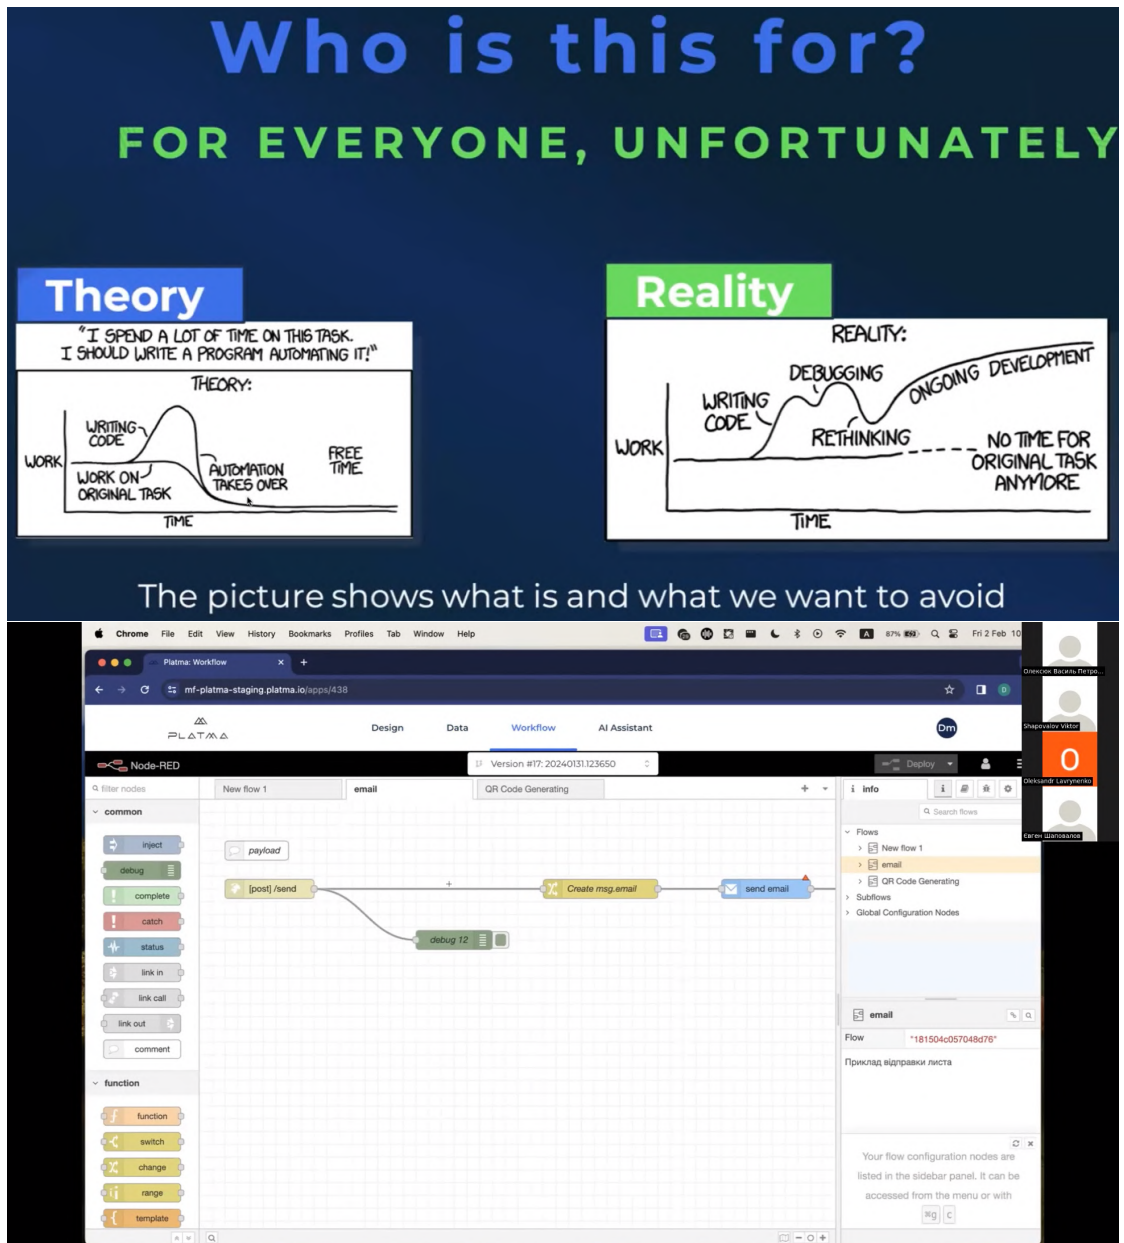 Who is this for?
FOR EVERYONE, UNFORTUNATELY
Theory
"I SPEND A LOT OF TIME ON THIS TASK.
I SHOULD WRITE A PROGRAM AUTOMATING IT!"
THEORY:
WRITING
CODE
WORK
WORK ON
ORIGINAL TASK
AUTOMATION
TAKES OVER
FREE
TIME
TIME
Reality
REALITY:
DEBUGGING
WRITING
CODE
ONGOING DEVELOPMENT
WORK
RETHINKING
NO TIME FOR
ORIGINAL TASK
ANYMORE
TIME
The picture shows what is and what we want to avoid
Chrome File Edit View History Bookmarks Profiles Tab Window Help
A 87% Fri 2 Feb 10
Platma: Workflow
mf-platma-staging.platma.io/apps/438
D
PLATMA
Design Data Workflow AI Assistant
Dm
Node-RED
Version #17: 20240131.123650
Deploy
filter nodes
New flow 1 email QR Code Generating
common
inject
debug
complete
catch
status
link in
link call
link out
comment
function
function
switch
change
range
template
payload
[post] /send
Create msg.email
send email
debug 12
info
Search flows
Flows
New flow 1
email
QR Code Generating
Subflows
Global Configuration Nodes
email
Flow "181504c057048d76"
Приклад відправки листа
Your flow configuration nodes are
listed in the sidebar panel. It can be
accessed from the menu or with
⌘g c
Олексюк Василь Петро...
Shapovalov Viktor
O
Oleksandr Lavrynenko
Євген Шаповалов